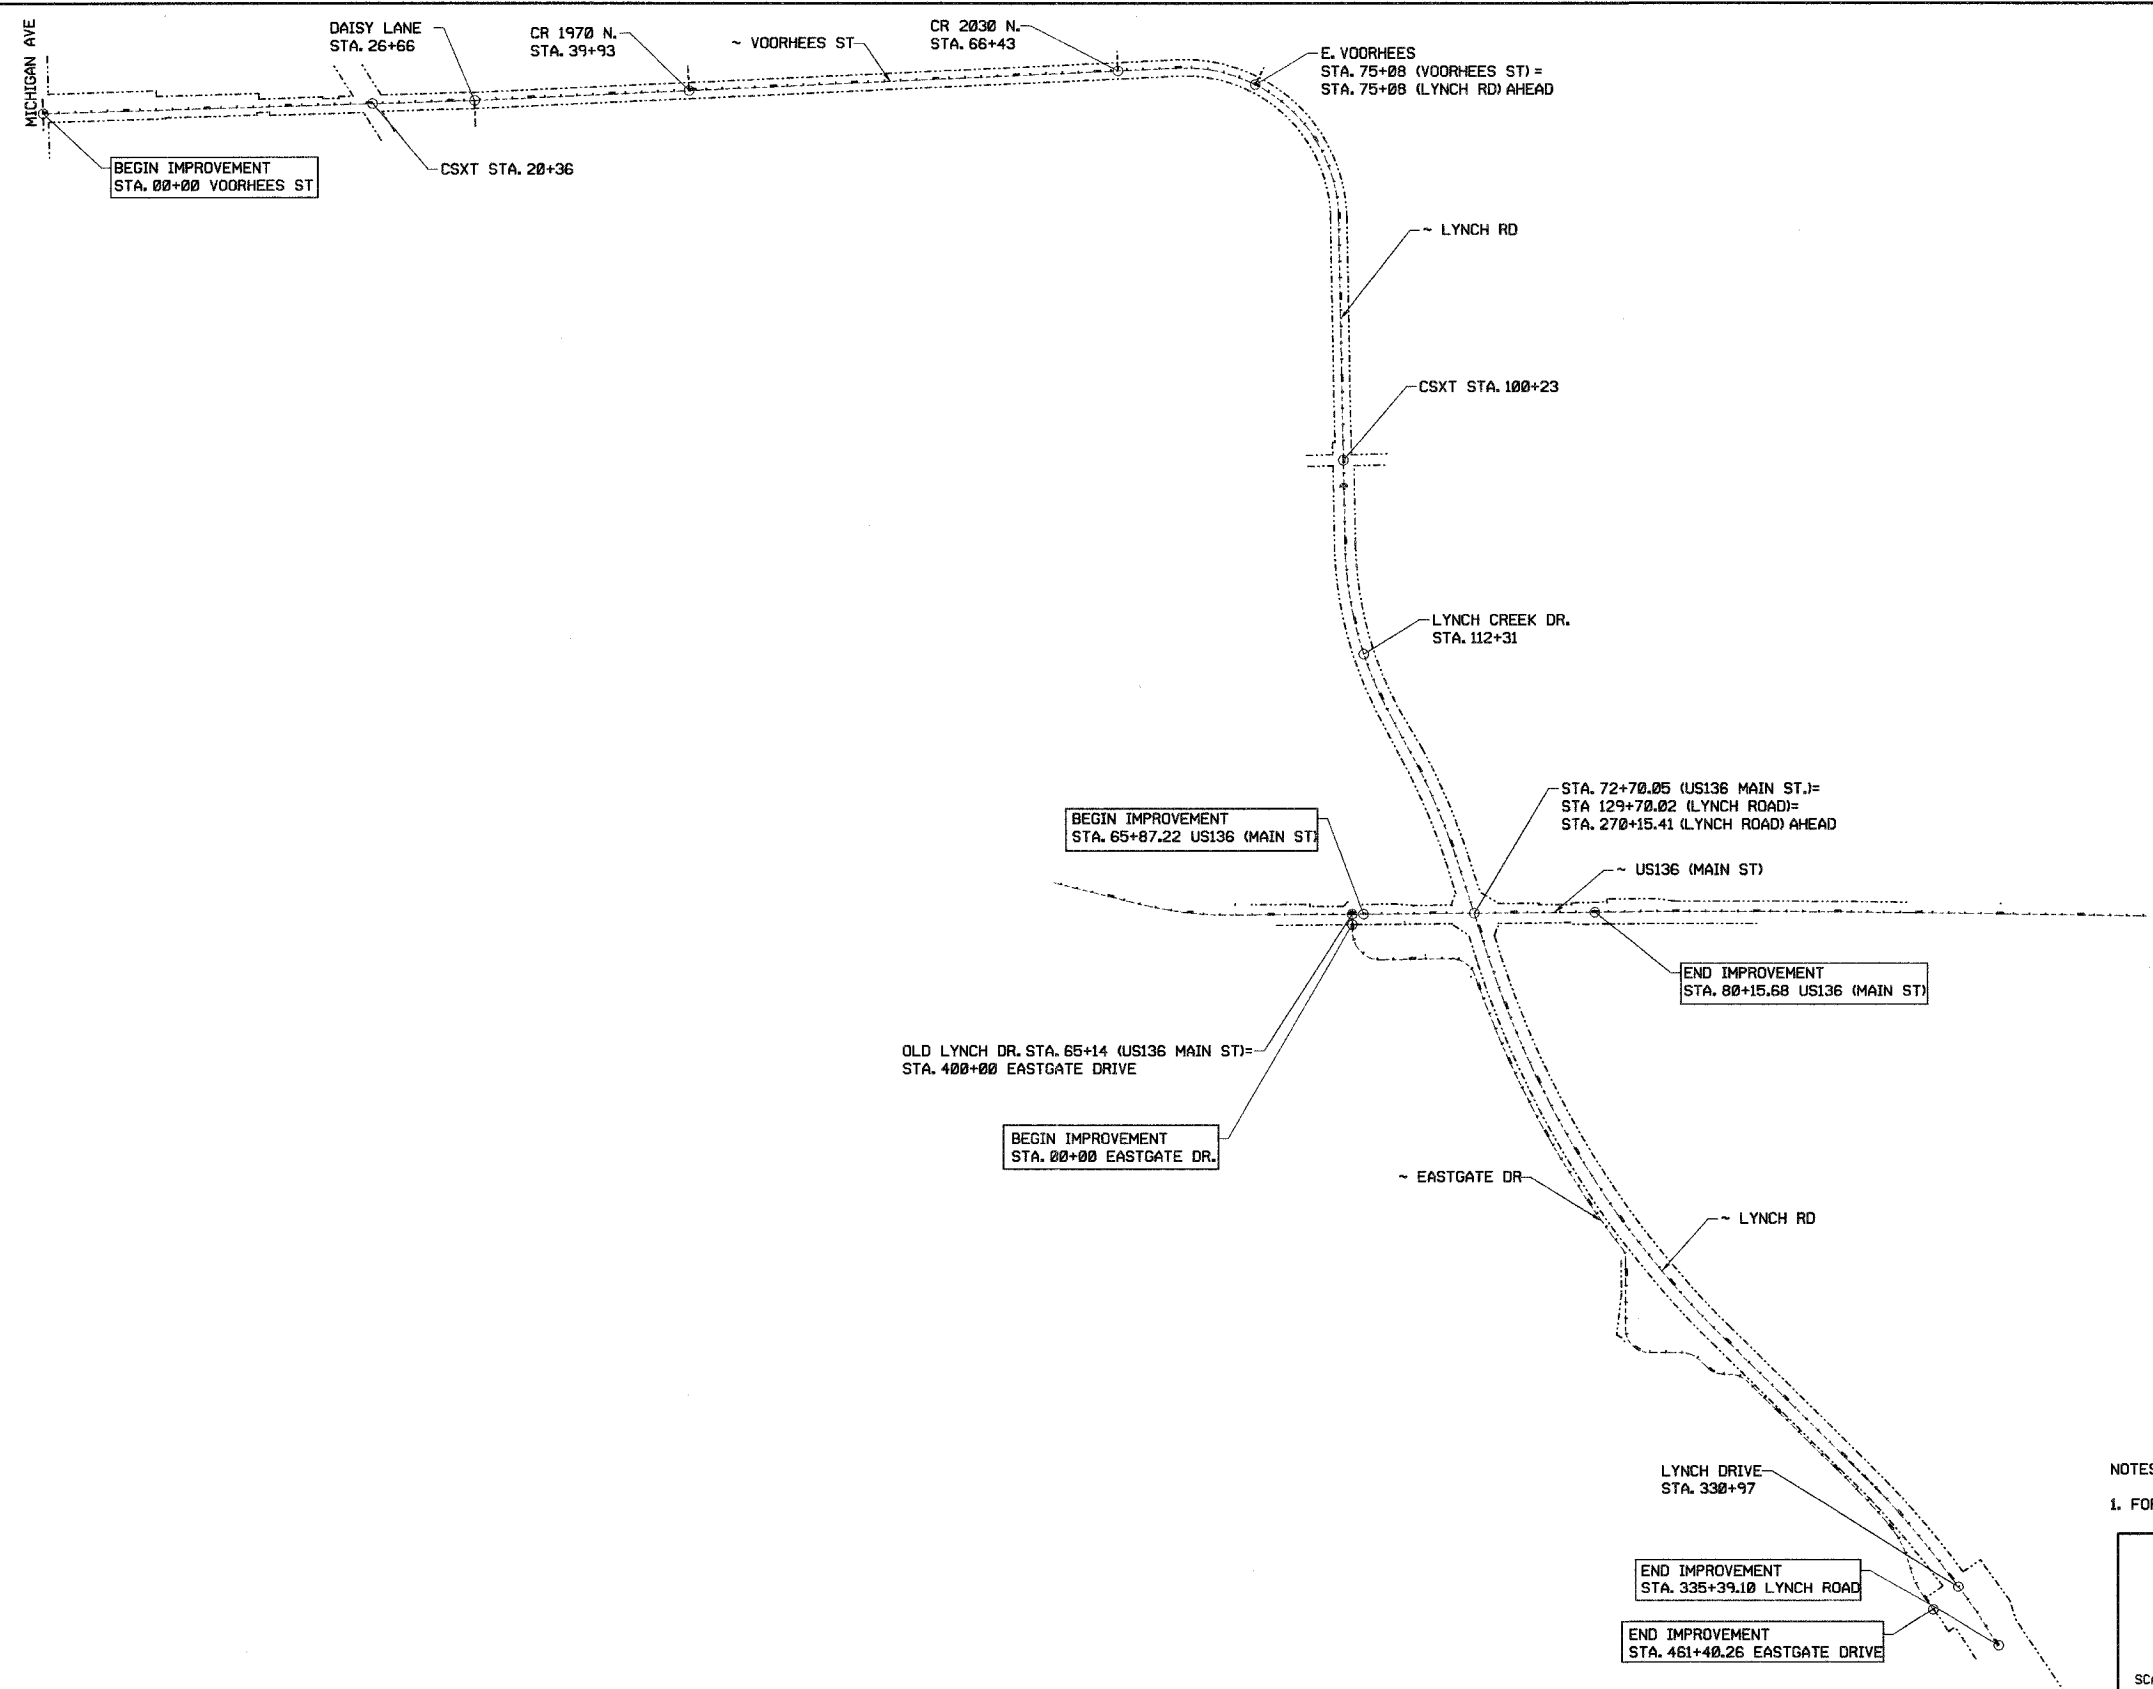 MICHIGAN AVE
DAISY LANE
STA. 26+66
CR 1970 N.
STA. 39+93
~ VOORHEES ST
CR 2030 N.
STA. 66+43
E. VOORHEES
STA. 75+08 (VOORHEES ST) =
STA. 75+08 (LYNCH RD) AHEAD
BEGIN IMPROVEMENT
STA. 00+00 VOORHEES ST
CSXT STA. 20+36
~ LYNCH RD
CSXT STA. 100+23
LYNCH CREEK DR.
STA. 112+31
STA. 72+70.05 (US136 MAIN ST.)=
STA 129+70.02 (LYNCH ROAD)=
STA. 270+15.41 (LYNCH ROAD) AHEAD
BEGIN IMPROVEMENT
STA. 65+87.22 US136 (MAIN ST)
~ US136 (MAIN ST)
END IMPROVEMENT
STA. 80+15.68 US136 (MAIN ST)
OLD LYNCH DR. STA. 65+14 (US136 MAIN ST)=
STA. 400+00 EASTGATE DRIVE
BEGIN IMPROVEMENT
STA. 00+00 EASTGATE DR.
~ EASTGATE DR
~ LYNCH RD
LYNCH DRIVE
STA. 330+97
NOTES
1. FO
END IMPROVEMENT
STA. 335+39.10 LYNCH ROAD
END IMPROVEMENT
STA. 461+40.26 EASTGATE DRIVE
SC